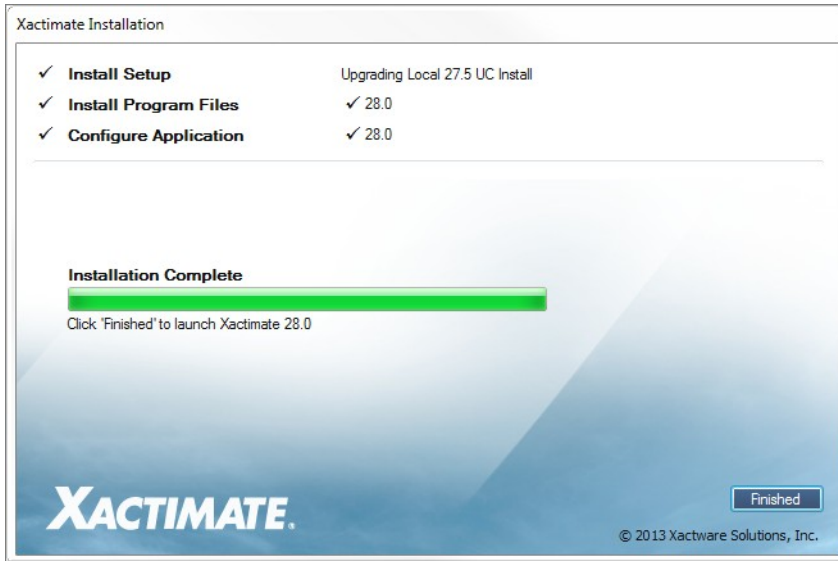 Xactimate Installation
✓ Install Setup Upgrading Local 27.5 UC Install
✓ Install Program Files ✓ 28.0
✓ Configure Application ✓ 28.0
Installation Complete
Click 'Finished' to launch Xactimate 28.0
XACTIMATE.
Finished
© 2013 Xactware Solutions, Inc.